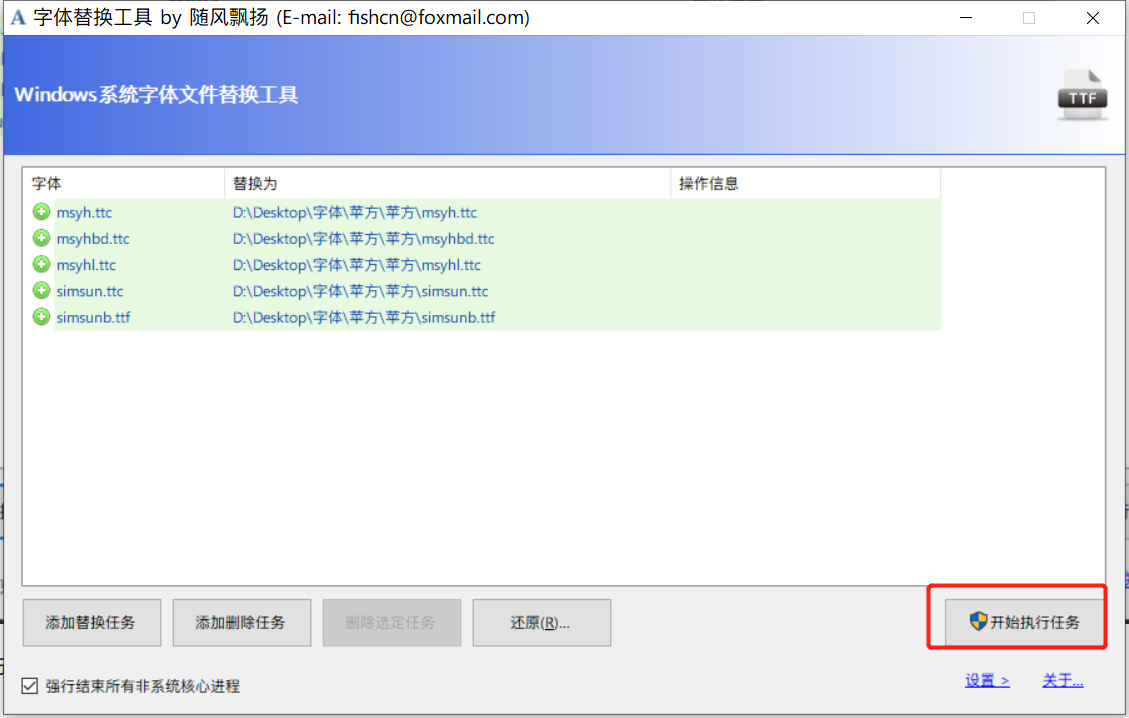 字体替换工具 by 随风飘扬 (E-mail: fishcn@foxmail.com)
Windows系统字体文件替换工具
TTF
字体 替换为 操作信息
msyh.ttc D:\Desktop\字体\苹方\苹方\msyh.ttc
msyhbd.ttc D:\Desktop\字体\苹方\苹方\msyhbd.ttc
msyhl.ttc D:\Desktop\字体\苹方\苹方\msyhl.ttc
simsun.ttc D:\Desktop\字体\苹方\苹方\simsun.ttc
simsunb.ttf D:\Desktop\字体\苹方\苹方\simsunb.ttf
添加替换任务 添加删除任务 删除选定任务 还原(R)... 开始执行任务
强行结束所有非系统核心进程 设置 > 关于...